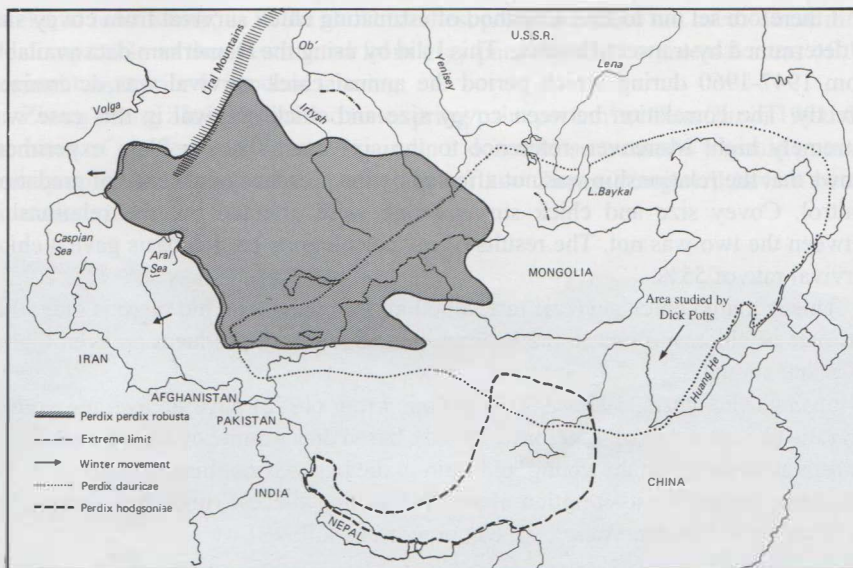 U.S.S.R.
Ob
Ural Mountains
Yenisey
Lena
Volga
Irtysh
L. Baykal
Caspian
Sea
Aral
Sea
MONGOLIA
Area studied by
Dick Potts
IRAN
Huang He
AFGHANISTAN
PAKISTAN
Perdix perdix robusta
Extreme limit
Winter movement
Perdix dauricae
Perdix hodgsoniae
INDIA
NEPAL
CHINA